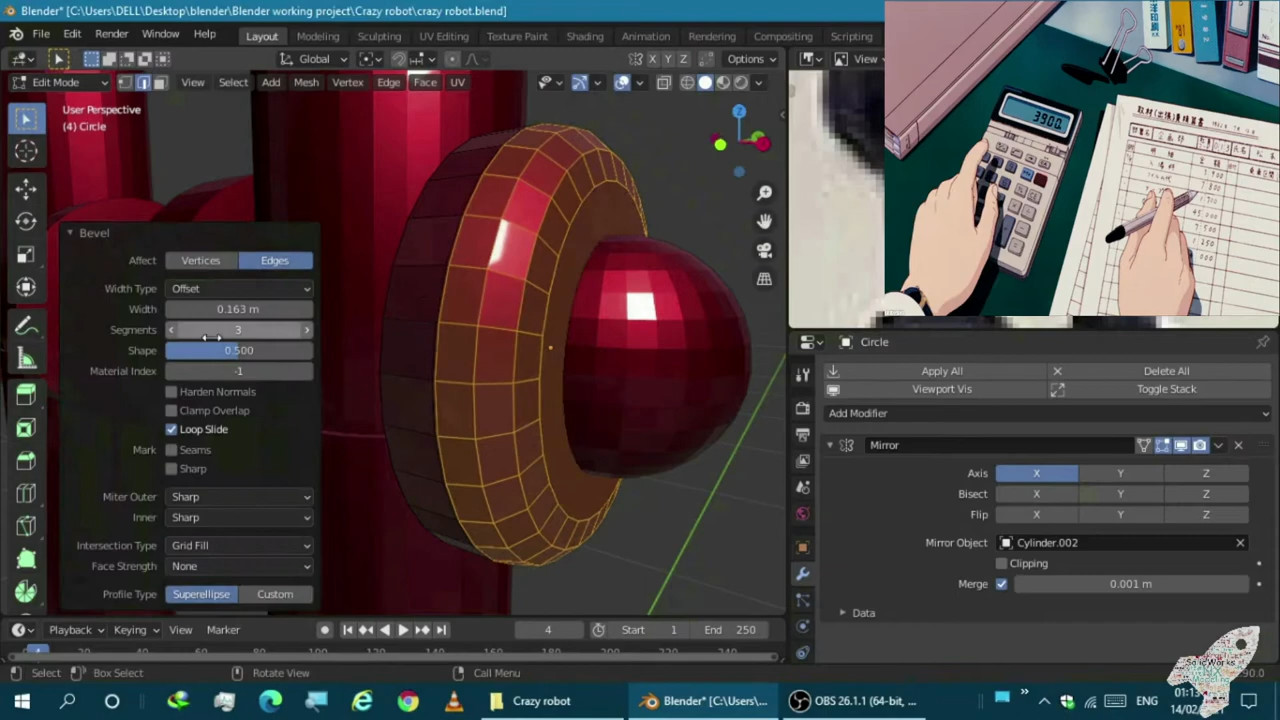 Blender* [C:\Users\DELL\Desktop\blender\Blender working project\Crazy robot\crazy robot.blend]
File Edit Render Window Help Layout Modeling Sculpting UV Editing Texture Paint Shading Animation Rendering Compositing Scripting
Global X Y Z Options View
Edit Mode View Select Add Mesh Vertex Edge Face UV
User Perspective
(4) Circle
Bevel
Affect Vertices Edges
Width Type Offset
Width 0.163 m
Segments 3
Shape 0.500
Material Index -1
Harden Normals
Clamp Overlap
Loop Slide
Mark Seams
Sharp
Miter Outer Sharp
Inner Sharp
Intersection Type Grid Fill
Face Strength None
Profile Type Superellipse Custom
3900.
Circle
Apply All Delete All
Viewport Vis Toggle Stack
Add Modifier
Mirror
Axis X Y Z
Bisect X Y Z
Flip X Y Z
Mirror Object Cylinder.002
Clipping
Merge 0.001 m
Data
Playback Keying View Marker 4 Start 1 End 250
Select Box Select Rotate View Call Menu
SolidWorks
Modeling
Crazy robot Blender* [C:\Users\... OBS 26.1.1 (64-bit, ... ENG